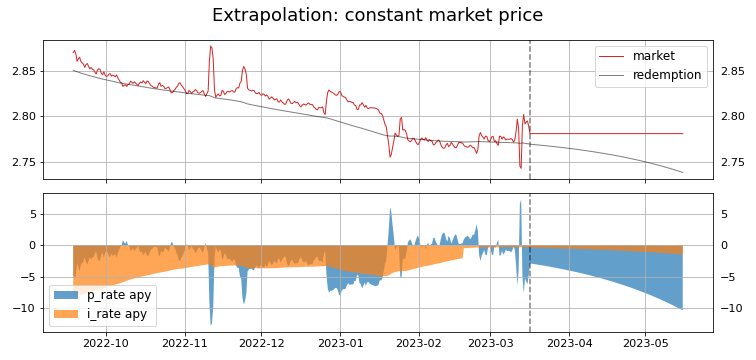 Extrapolation: constant market price
market
redemption
2.85 2.85
2.80 2.80
2.75 2.75
5 5
0 0
−5 −5
−10 −10
p_rate apy
i_rate apy
2022-10 2022-11 2022-12 2023-01 2023-02 2023-03 2023-04 2023-05